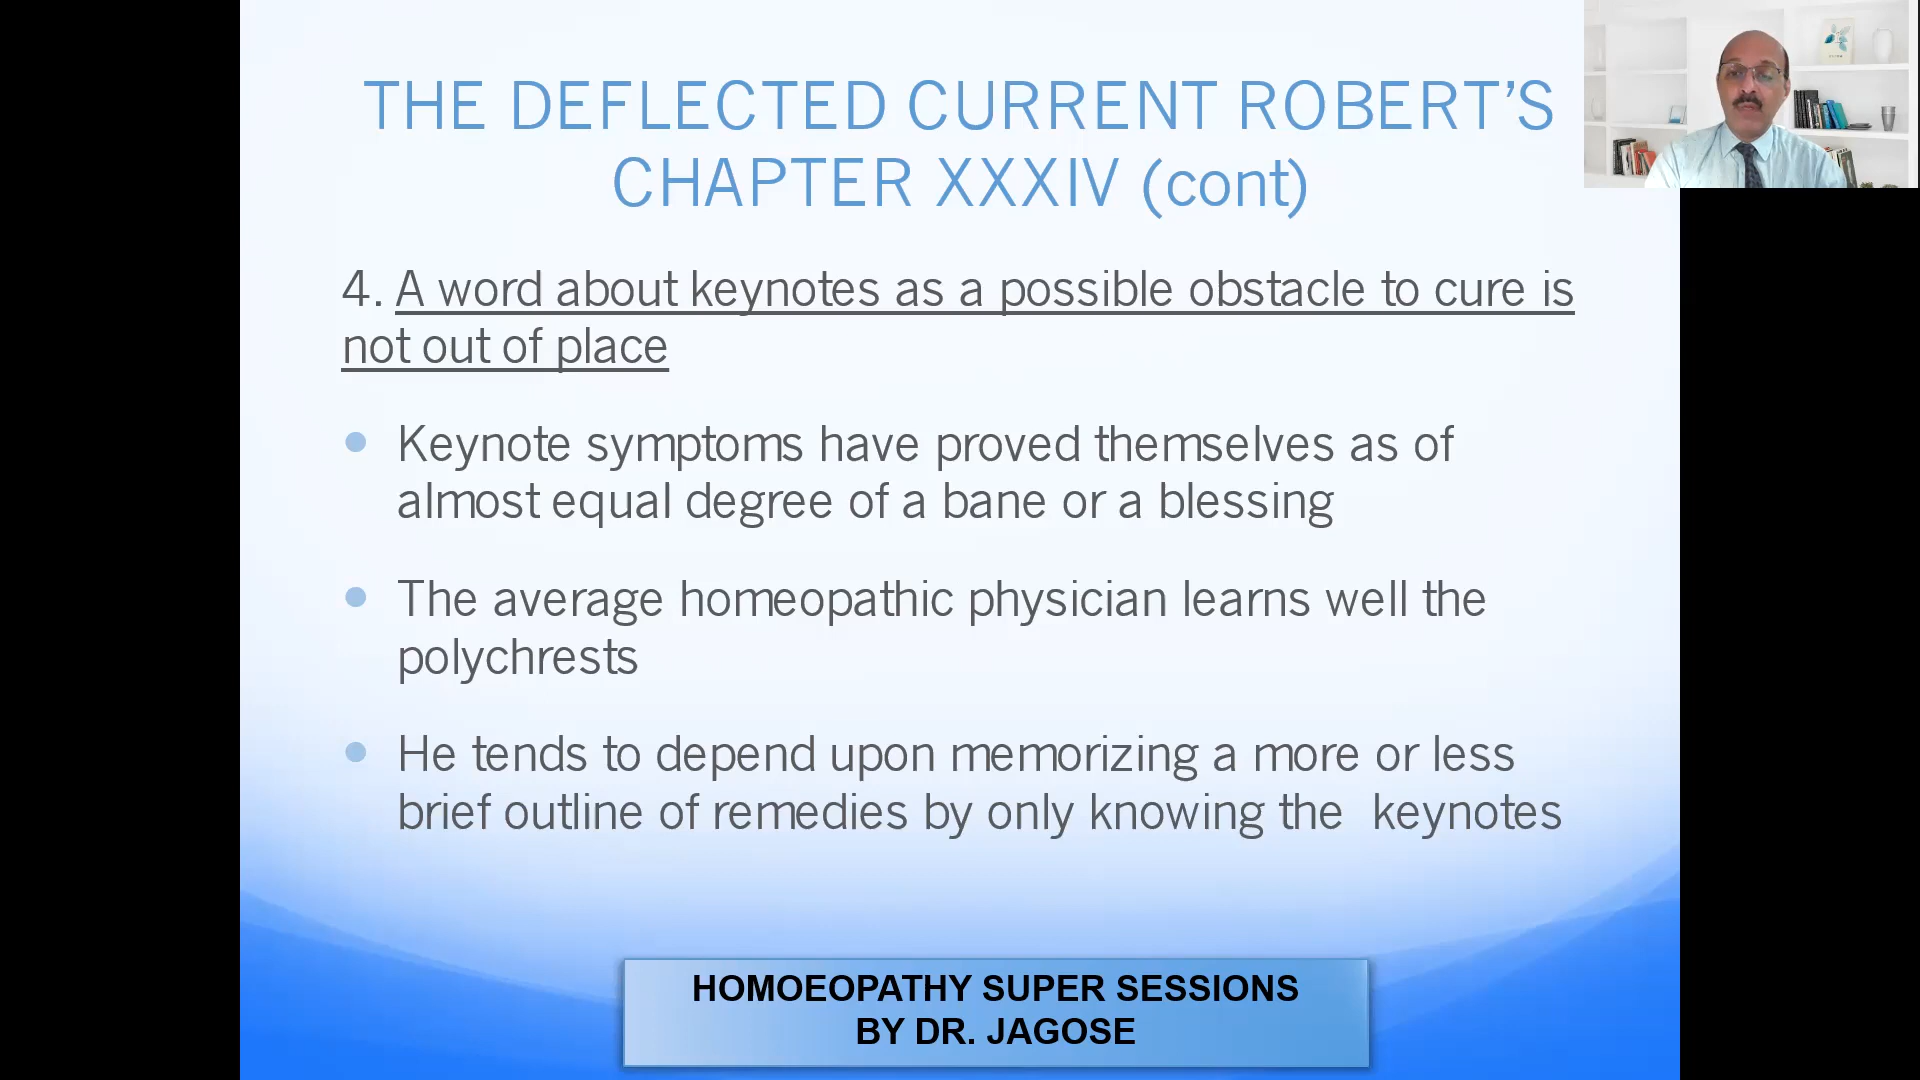 THE DEFLECTED CURRENT ROBERT’S
CHAPTER XXXIV (cont)
4. A word about keynotes as a possible obstacle to cure is
not out of place
• Keynote symptoms have proved themselves as of
almost equal degree of a bane or a blessing
• The average homeopathic physician learns well the
polychrests
• He tends to depend upon memorizing a more or less
brief outline of remedies by only knowing the  keynotes
HOMOEOPATHY SUPER SESSIONS
BY DR. JAGOSE